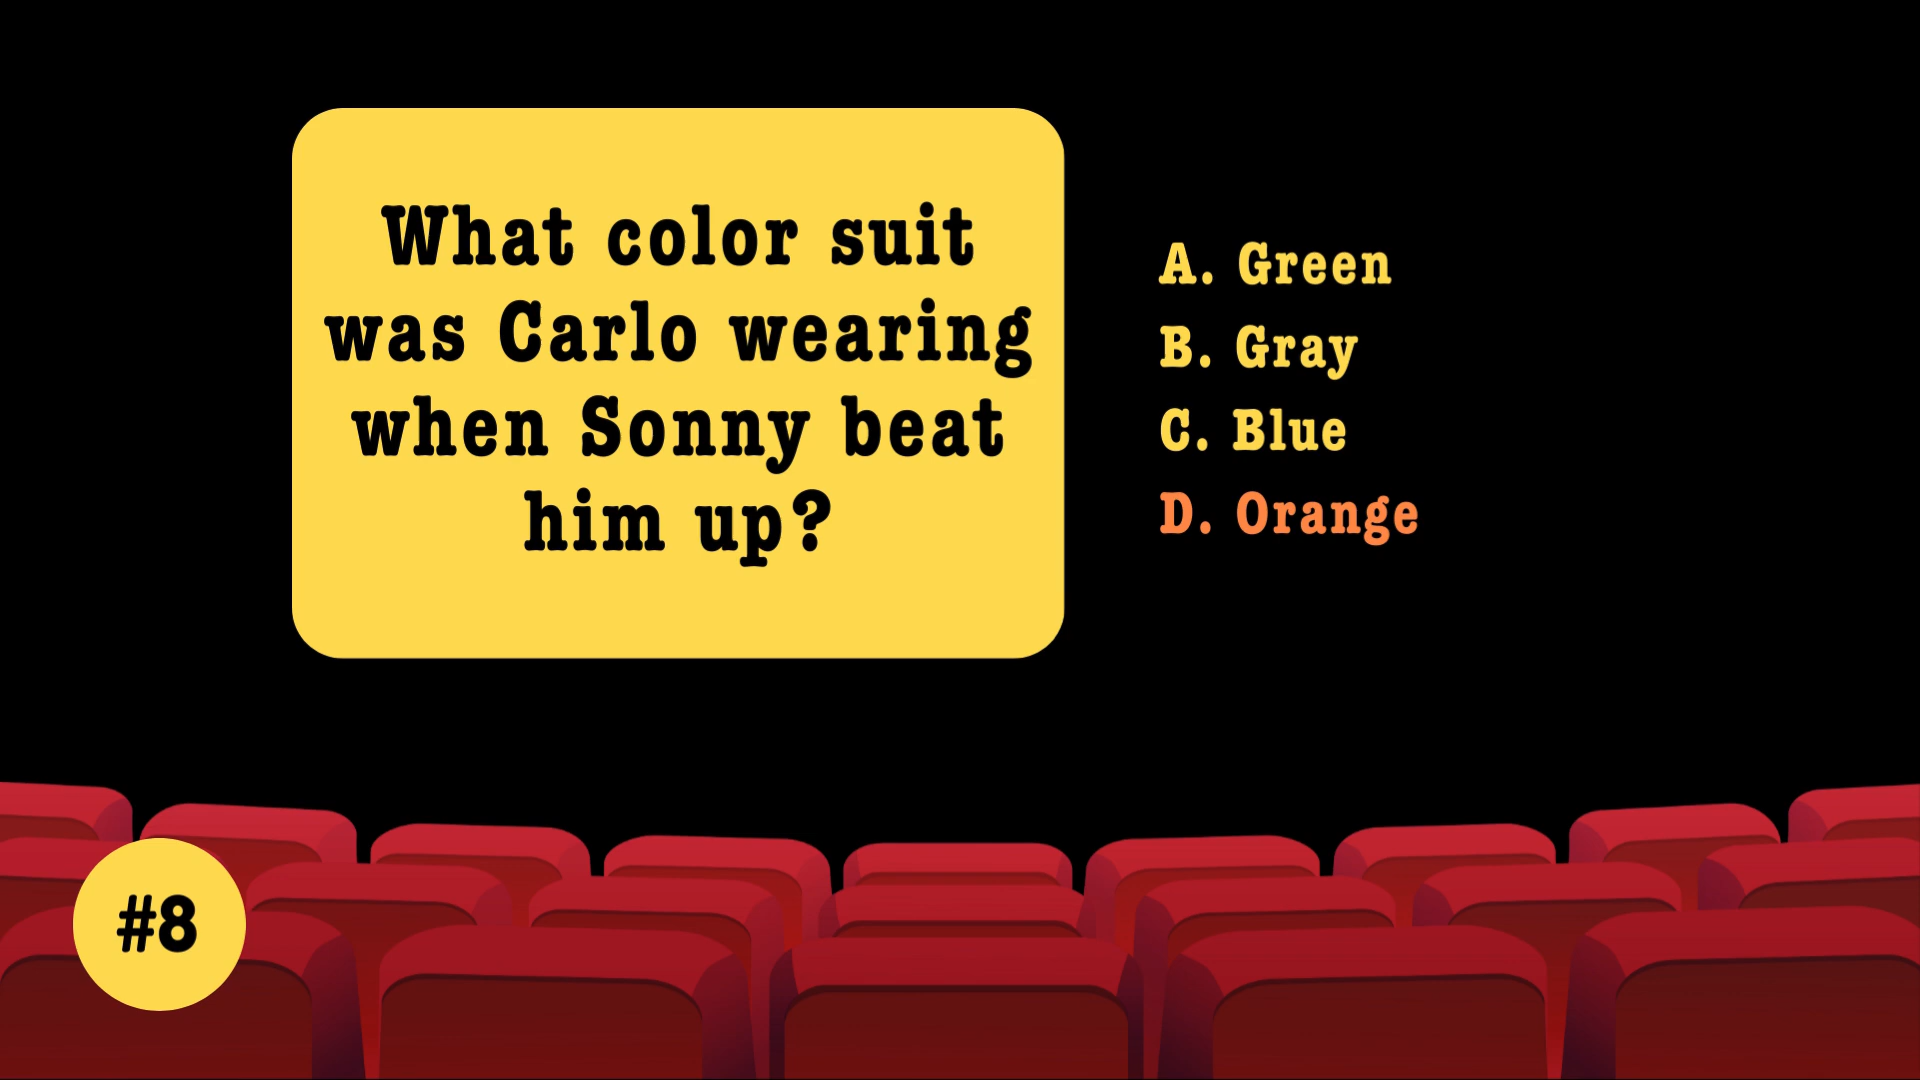 What color suit
was Carlo wearing
when Sonny beat
him up?
A. Green
B. Gray
C. Blue
D. Orange
#8